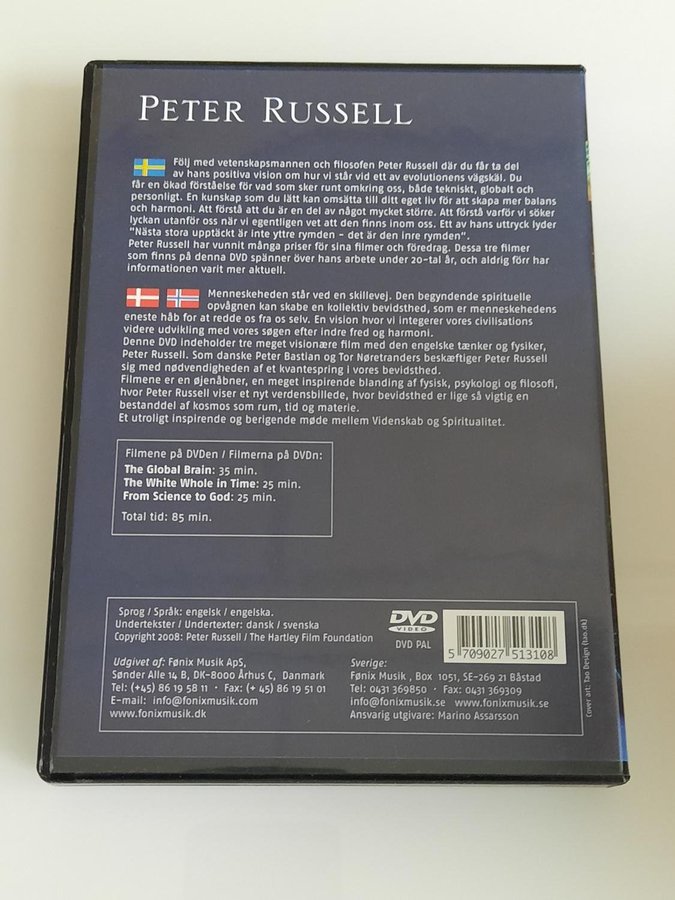 PETER RUSSELL
Följ med vetenskapsmannen och filosofen Peter Russell där du får ta del
av hans positiva vision om hur vi står vid ett av evolutionens vägskäl. Du
får en ökad förståelse för vad som sker runt omkring oss, både tekniskt, globalt och
personligt. En kunskap som du lätt kan omsätta till ditt eget liv för att skapa mer balans
och harmoni. Att förstå att du är en del av något mycket större. Att förstå varför vi söker
lyckan utanför oss när vi egentligen vet att den finns inom oss. Ett av hans uttryck lyder
"Nästa stora upptäckt är inte yttre rymden - det är den inre rymden".
Peter Russell har vunnit många priser för sina filmer och föredrag. Dessa tre filmer
som finns på denna DVD spänner över hans arbete under 20-tal år, och aldrig förr har
informationen varit mer aktuell.
Menneskeheden står ved en skillevej. Den begyndende spirituelle
opvågnen kan skabe en kollektiv bevidsthed, som er menneskehedens
eneste håb for at redde os fra os selv. En vision hvor vi integrerer vores civilisations
videre udvikling med vores søgen efter indre fred og harmoni.
Denne DVD indeholder tre meget visionære film med den engelske tænker og fysiker,
Peter Russell. Som danske Peter Bastian og Tor Nøretranders beskæftiger Peter Russell
sig med nødvendigheden af et kvantespring i vores bevidsthed.
Filmene er en øjenåbner, en meget inspirende blanding af fysisk, psykologi og filosofi,
hvor Peter Russell viser et nyt verdensbillede, hvor bevidsthed er lige så vigtig en
bestanddel af kosmos som rum, tid og materie.
Et utroligt inspirende og berigende møde mellem Videnskab og Spiritualitet.
Filmene på DVDen / Filmerna på DVDn:
The Global Brain: 35 min.
The White Whole in Time: 25 min.
From Science to God: 25 min.
Total tid: 85 min.
Sprog / Språk: engelsk / engelska.
Undertekster / Undertexter: dansk / svenska
Copyright 2008: Peter Russell / The Hartley Film Foundation
DVD
VIDEO
DVD PAL
5 709027 513108
Udgivet af: Fønix Musik ApS,
Sønder Alle 14 B, DK-8000 Århus C, Danmark
Tel: (+45) 86 19 58 11 · Fax: (+ 45) 86 19 51 01
E-mail: info@fonixmusik.com
www.fonixmusik.dk
Sverige:
Fønix Musik , Box 1051, SE-269 21 Båstad
Tel: 0431 369850 · Fax: 0431 369309
info@fonixmusik.se www.fonixmusik.se
Ansvarig utgivare: Marino Assarsson
Cover art: Tao Design (tao.dk)